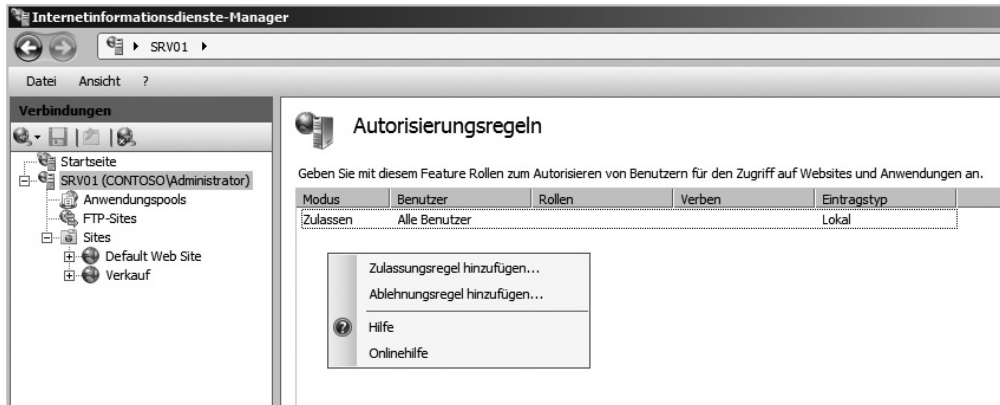 Internetinformationsdienste-Manager
SRV01
Datei Ansicht ?
Verbindungen
Startseite
SRV01 (CONTOSO\Administrator)
Anwendungspools
FTP-Sites
Sites
Default Web Site
Verkauf
Autorisierungsregeln
Geben Sie mit diesem Feature Rollen zum Autorisieren von Benutzern für den Zugriff auf Websites und Anwendungen an.
Modus Benutzer Rollen Verben Eintragstyp
Zulassen Alle Benutzer Lokal
Zulassungsregel hinzufügen...
Ablehnungsregel hinzufügen...
Hilfe
Onlinehilfe